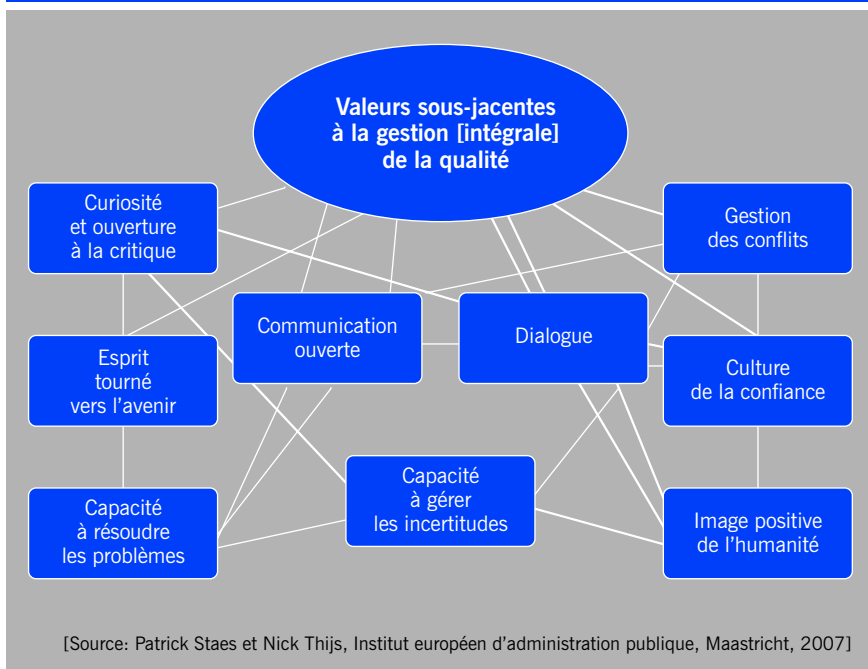 Valeurs sous-jacentes
à la gestion [intégrale]
de la qualité
Curiosité
et ouverture
à la critique
Gestion
des conflits
Communication
ouverte
Dialogue
Esprit
tourné
vers l'avenir
Culture
de la confiance
Capacité
à gérer
les incertitudes
Capacité
à résoudre
les problèmes
Image positive
de l'humanité
[Source: Patrick Staes et Nick Thijs, Institut européen d'administration publique, Maastricht, 2007]